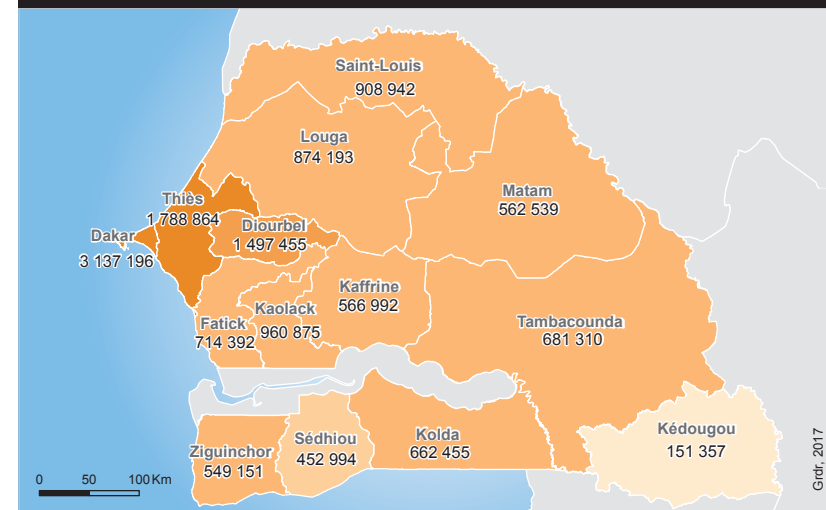 Saint-Louis
908 942
Louga
874 193
Matam
562 539
Thiès
1 788 864
Diourbel
1 497 455
Dakar
3 137 196
Kaffrine
566 992
Kaolack
960 875
Fatick
714 392
Tambacounda
681 310
Kédougou
151 357
Kolda
662 455
Sédhiou
452 994
Ziguinchor
549 151
0 50 100 Km
Grdr, 2017